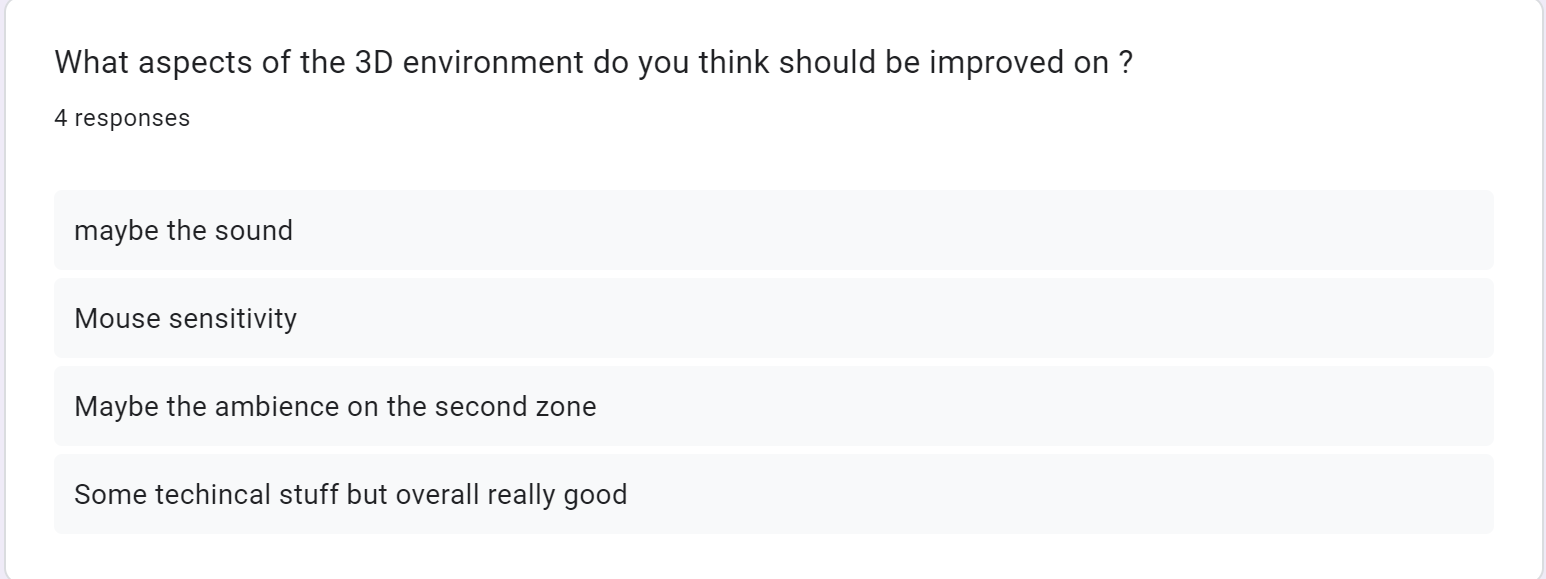 What aspects of the 3D environment do you think should be improved on ?
4 responses
maybe the sound
Mouse sensitivity
Maybe the ambience on the second zone
Some techincal stuff but overall really good